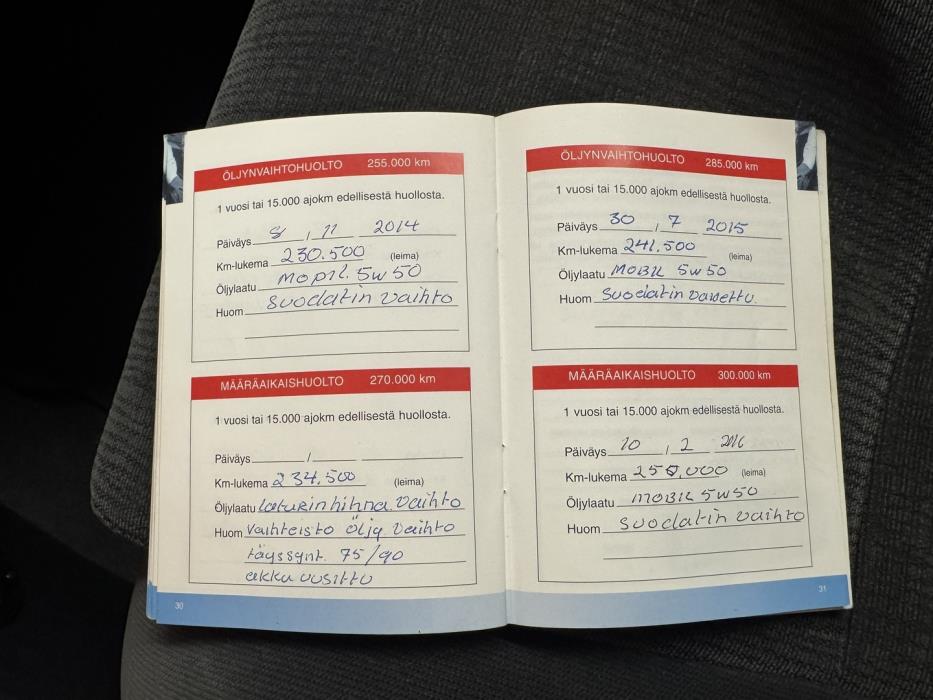 ÖLJYNVAIHTOHUOLTO 255.000 km
1 vuosi tai 15.000 ajokm edellisestä huollosta.
Päiväys 8 / 11 2014
Km-lukema 230.500 (leima)
Öljylaatu mopil. 5w50
Huom suodatin vaihto
MÄÄRÄAIKAISHUOLTO 270.000 km
1 vuosi tai 15.000 ajokm edellisestä huollosta.
Päiväys /
Km-lukema 234.500 (leima)
Öljylaatu laturin hihna vaihto
Huom vaihteisto öljy vaihto
täyssynt. 75/90
akku uusittu
30
ÖLJYNVAIHTOHUOLTO 285.000 km
1 vuosi tai 15.000 ajokm edellisestä huollosta.
Päiväys 30 / 7 2015
Km-lukema 241.500 (leima)
Öljylaatu MOBIL 5w50
Huom suodatin
MÄÄRÄAIKAISHUOLTO 300.000 km
1 vuosi tai 15.000 ajokm edellisestä huollosta.
Päiväys 10 / 2 2016
Km-lukema 250,000 (leima)
Öljylaatu MOBIL 5w50
Huom suodatin vaihto
31